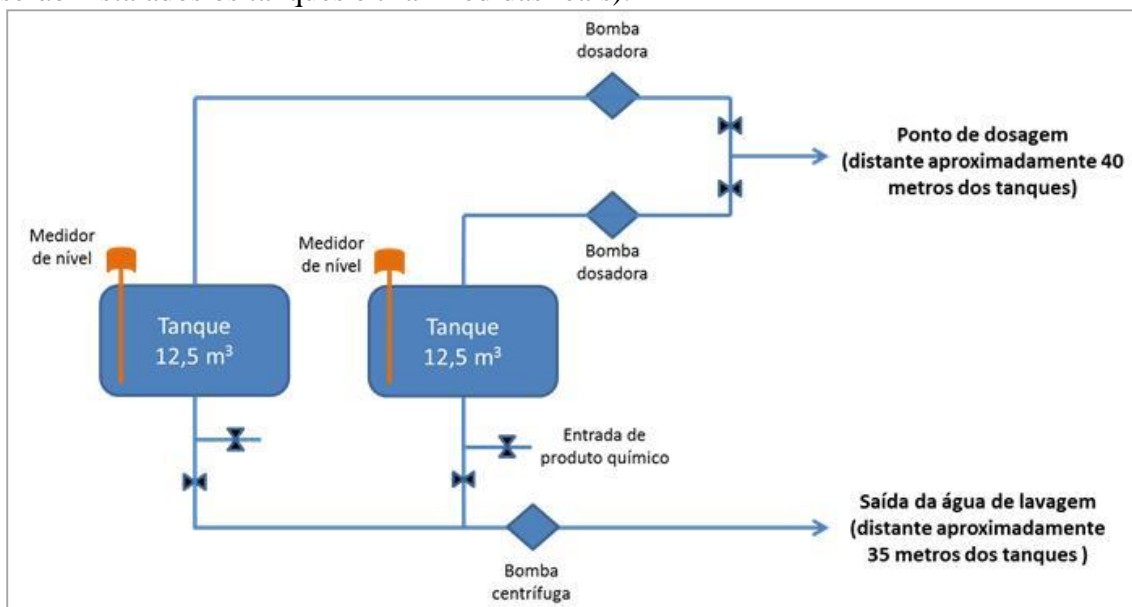 Bomba
dosadora
Ponto de dosagem
(distante aproximadamente 40
metros dos tanques)
Medidor
de nível
Medidor
de nível
Bomba
dosadora
Tanque
12,5 m³
Tanque
12,5 m³
Entrada de
produto químico
Saída da água de lavagem
(distante aproximadamente
35 metros dos tanques )
Bomba
centrífuga